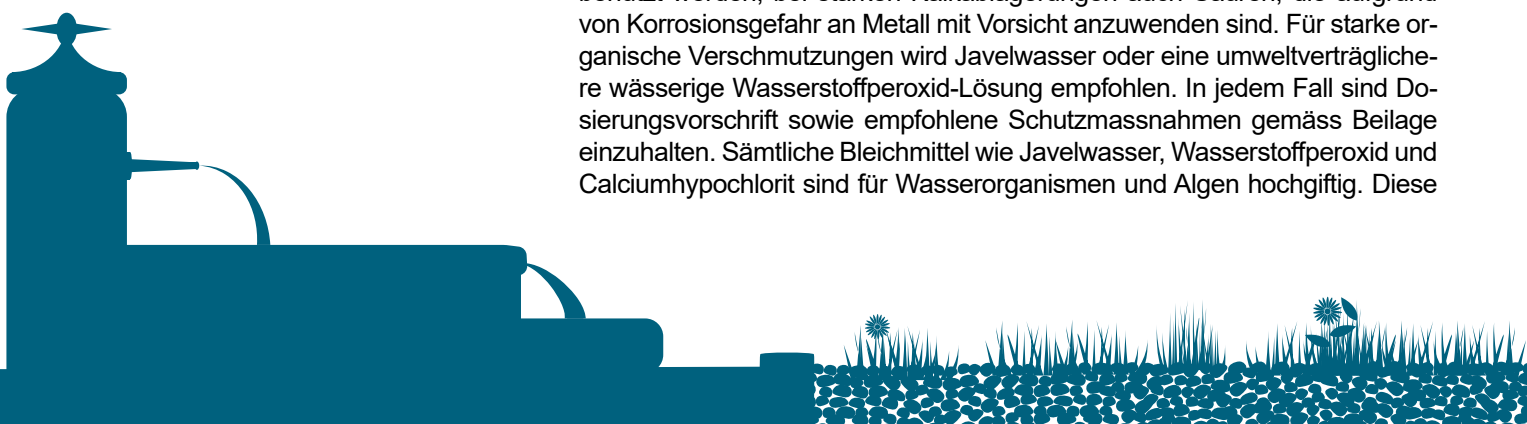 von Korrosionsgefahr an Metall mit Vorsicht anzuwenden sind. Für starke or-
ganische Verschmutzungen wird Javelwasser oder eine umweltverträgliche-
re wässerige Wasserstoffperoxid-Lösung empfohlen. In jedem Fall sind Do-
sierungsvorschrift sowie empfohlene Schutzmassnahmen gemäss Beilage
einzuhalten. Sämtliche Bleichmittel wie Javelwasser, Wasserstoffperoxid und
Calciumhypochlorit sind für Wasserorganismen und Algen hochgiftig. Diese